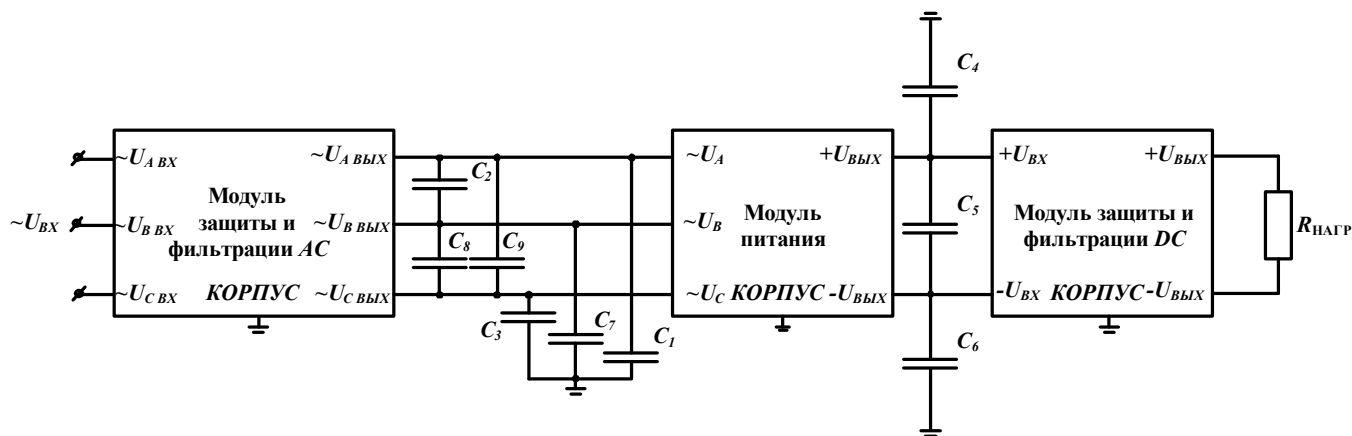 C4
~UA ВХ
~UA ВЫХ
C2
~UA
+UВЫХ
+UВХ
+UВЫХ
Модуль
защиты и
фильтрации AC
~UВХ
~UB ВХ
~UB ВЫХ
C8
C9
~UB
Модуль
питания
C5
Модуль защиты и
фильтрации DC
RНАГР
~UC ВХ
КОРПУС
~UC ВЫХ
~UC
КОРПУС
-UВЫХ
-UВХ
КОРПУС
-UВЫХ
C3
C7
C1
C6